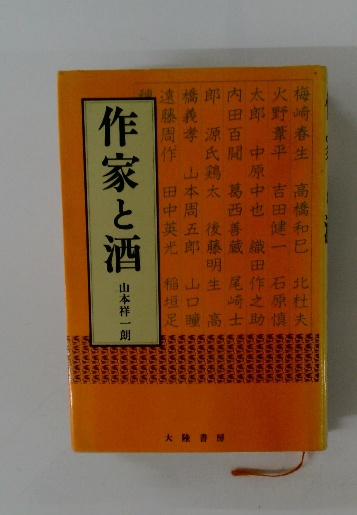 梅崎春生 高橋和巳 北杜夫
火野葦平 吉田健一 石原慎
太郎 中原中也 織田作之助
内田百閒 葛西善蔵 尾崎士
郎 源氏鶏太 後藤明生 高
橋義孝 山本周五郎 山口瞳
遠藤周作 田中英光 稲垣足
穂
作家と酒
山本祥一朗
大陸書房